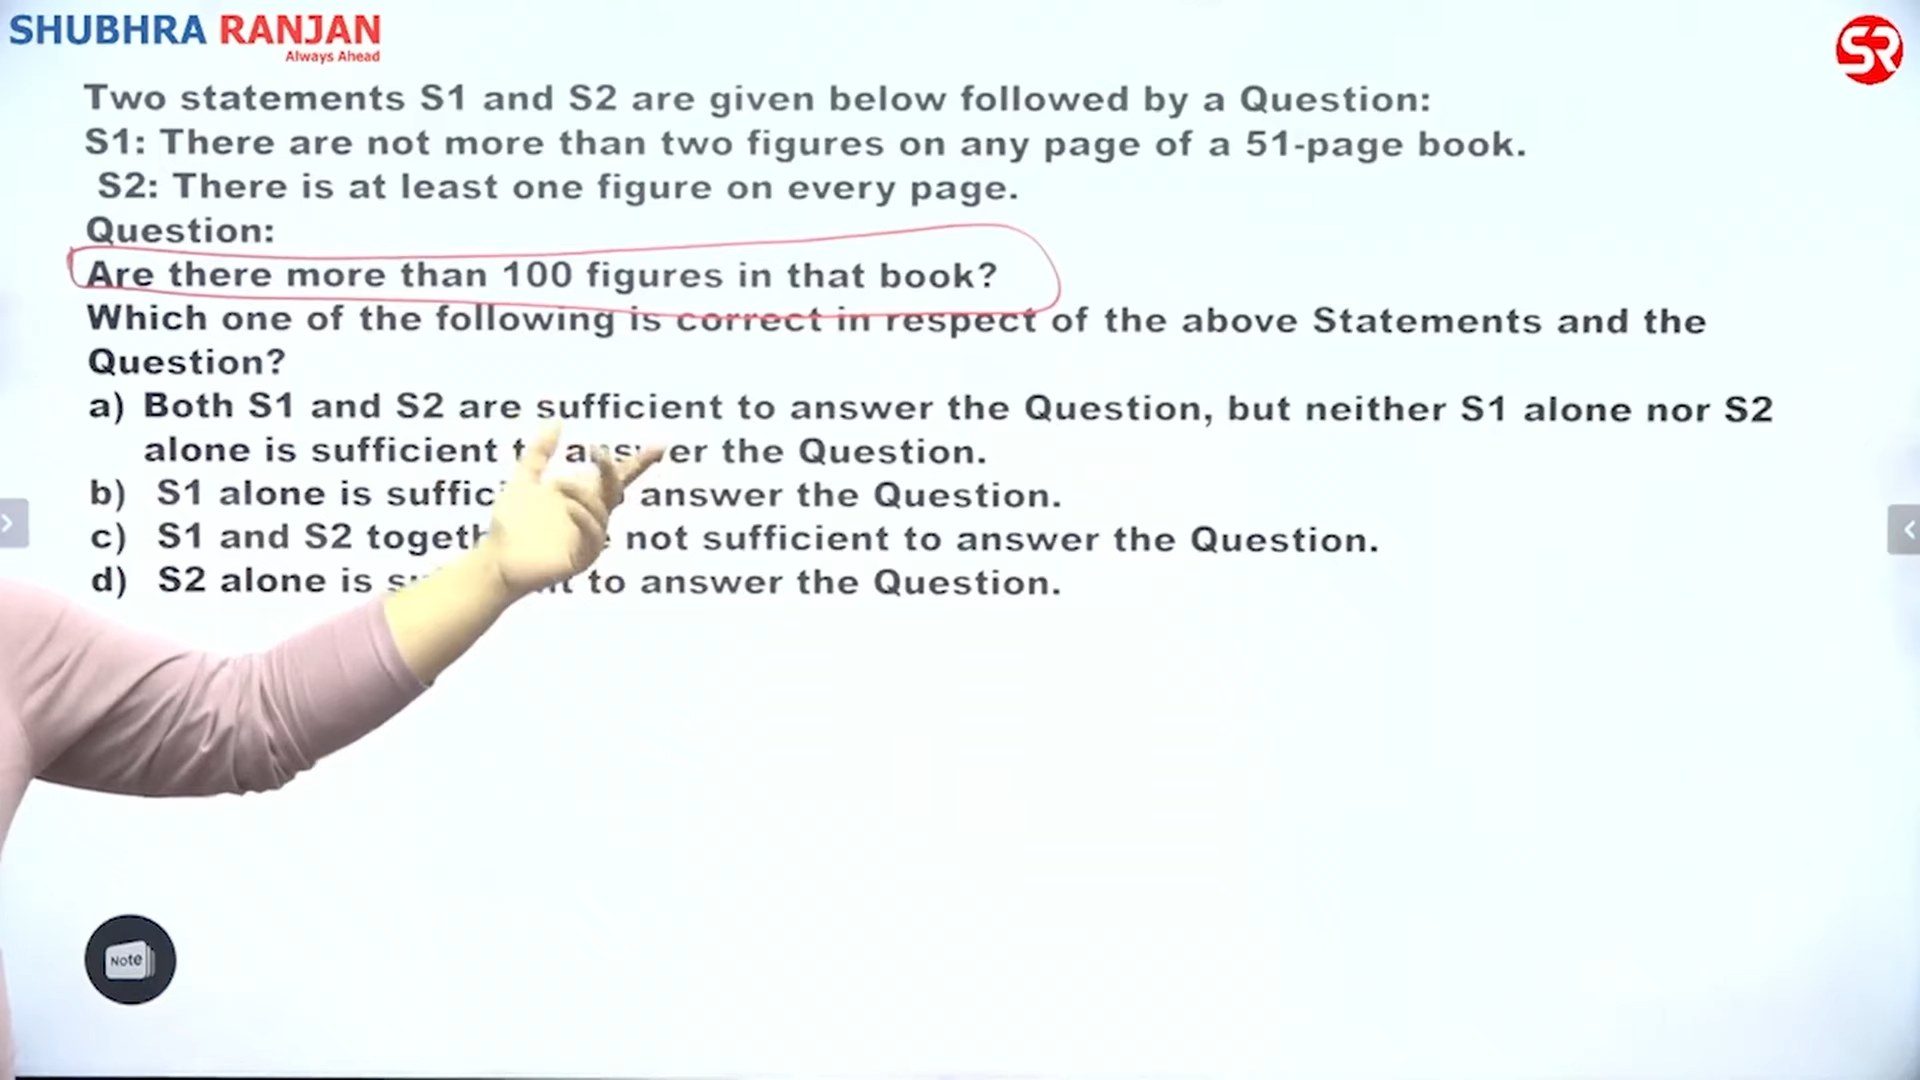 SHUBHRA RANJAN
Always Ahead
SR
Two statements S1 and S2 are given below followed by a Question:
S1: There are not more than two figures on any page of a 51-page book.
S2: There is at least one figure on every page.
Question:
Are there more than 100 figures in that book?
Which one of the following is correct in respect of the above Statements and the
Question?
a) Both S1 and S2 are sufficient to answer the Question, but neither S1 alone nor S2
alone is sufficient answer the Question.
b) S1 alone is answer the Question.
c) S1 and S2 not sufficient to answer the Question.
d) S2 alone is to answer the Question.
Note